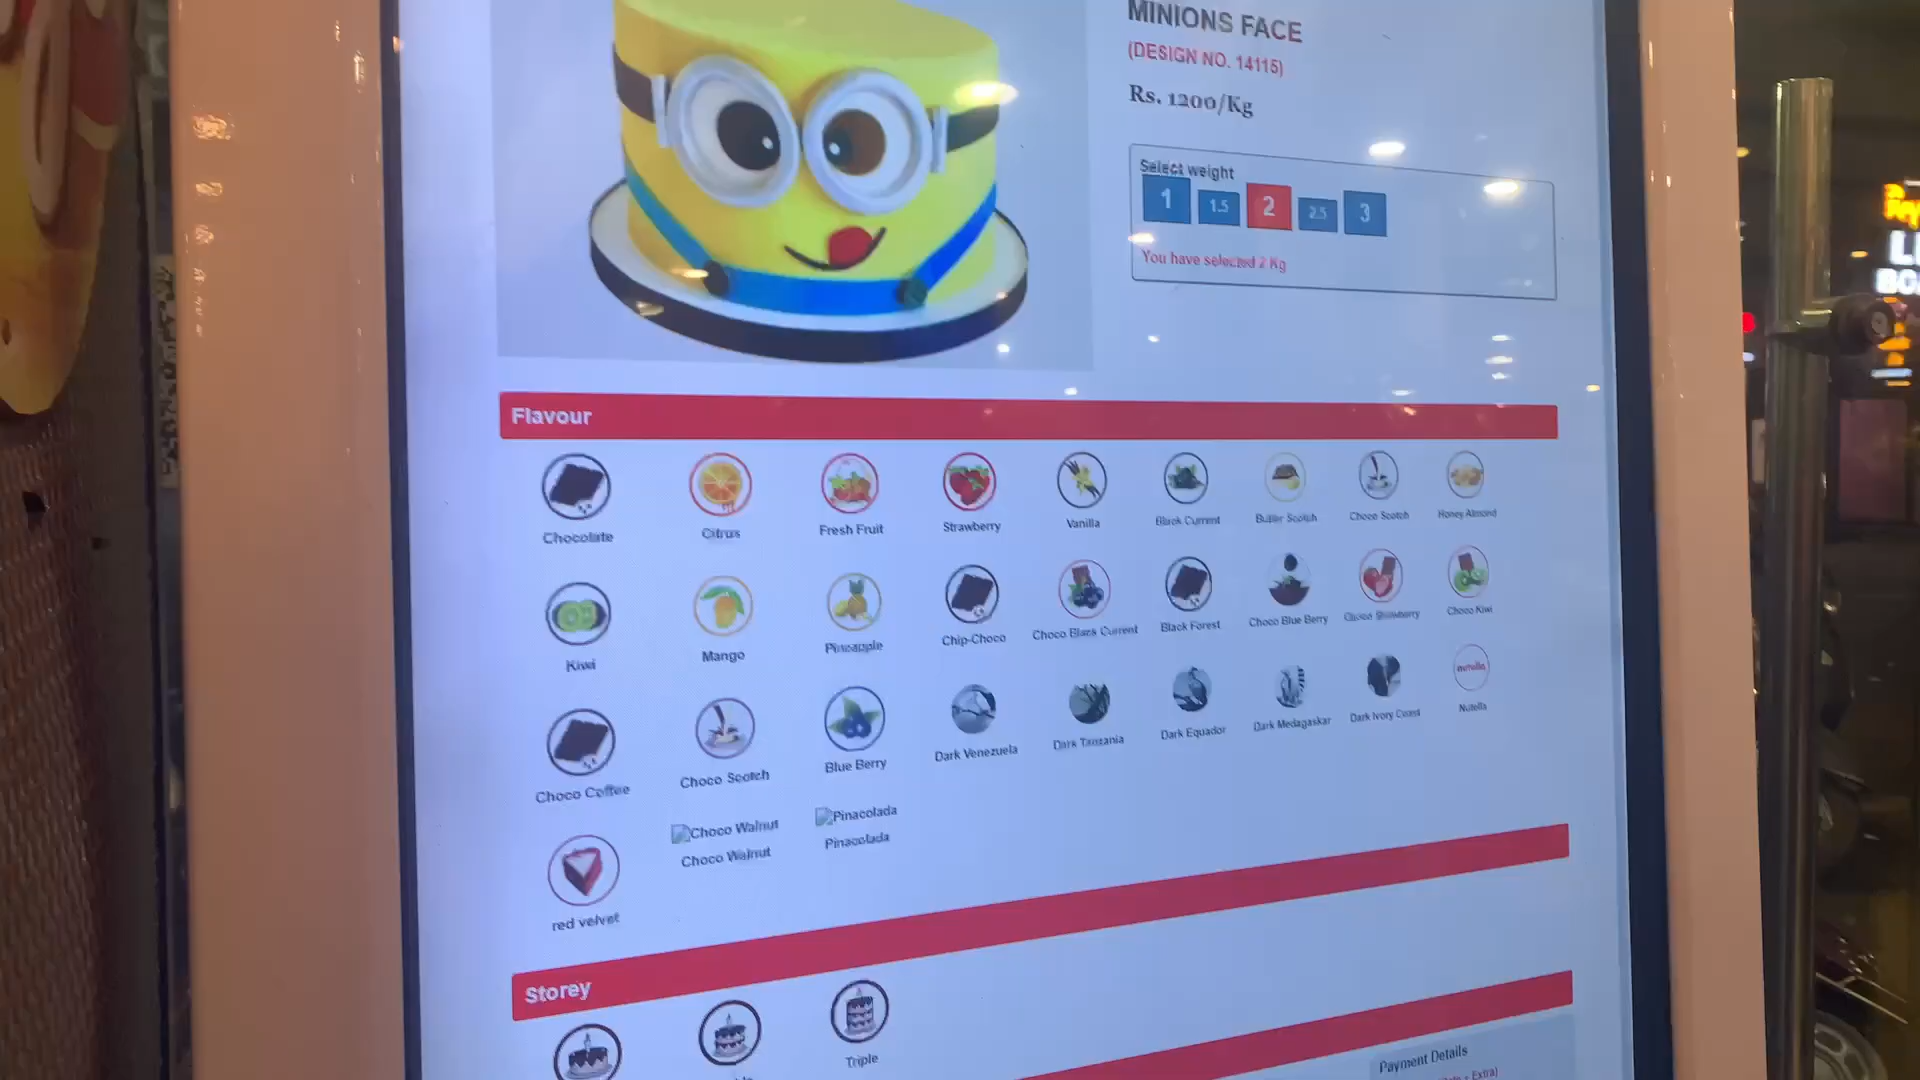 MINIONS FACE
(DESIGN NO. 14115)
Rs. 1200/Kg
Select weight
1 1.5 2 2.5 3
You have selected 2 Kg
Flavour
Chocolate Citrus Fresh Fruit Strawberry Vanilla Black Current Butter Scotch Choco Scotch Honey Almond
Kiwi Mango Pineapple Chip-Choco Choco Black Current Black Forest Choco Blue Berry Choco Strawberry Choco Kiwi
nutella
Choco Coffee Choco Scotch Blue Berry Dark Venezuela Dark Tanzania Dark Equador Dark Medagaskar Dark Ivory Coast Nutella
Choco Walnut Pinacolada
red velvet Choco Walnut Pinacolada
Storey
Triple
Payment Details
Extra)